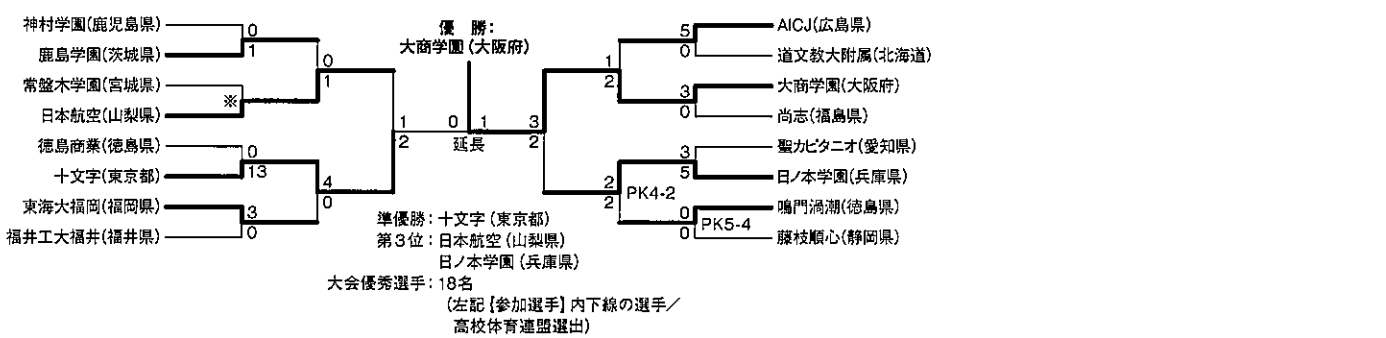 神村学園(鹿児島県)
鹿島学園(茨城県)
常盤木学園(宮城県)
日本航空(山梨県)
徳島商業(徳島県)
十文字(東京都)
東海大福岡(福岡県)
福井工大福井(福井県)
0
1
※
0
13
3
0
0
1
4
0
1
2
優 勝:
大商学園(大阪府)
0 1
延長
3
2
1
2
2
2
PK4-2
5
0
3
0
3
5
0
0
PK5-4
AICJ(広島県)
道文教大附属(北海道)
大商学園(大阪府)
尚志(福島県)
聖カピタニオ(愛知県)
日ノ本学園(兵庫県)
鳴門渦潮(徳島県)
藤枝順心(静岡県)
準優勝:十文字(東京都)
第3位:日本航空(山梨県)
日ノ本学園(兵庫県)
大会優秀選手:18名
(左記【参加選手】内下線の選手/
高校体育連盟選出)